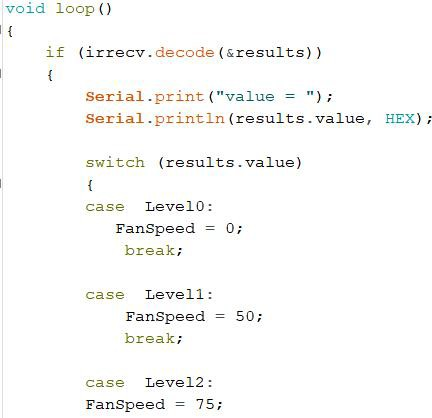 void loop()
{
if (irrecv.decode(&results))
{
Serial.print("value = ");
Serial.println(results.value, HEX);
switch (results.value)
{
case Level0:
FanSpeed = 0;
break;
case Level1:
FanSpeed = 50;
break;
case Level2:
FanSpeed = 75;